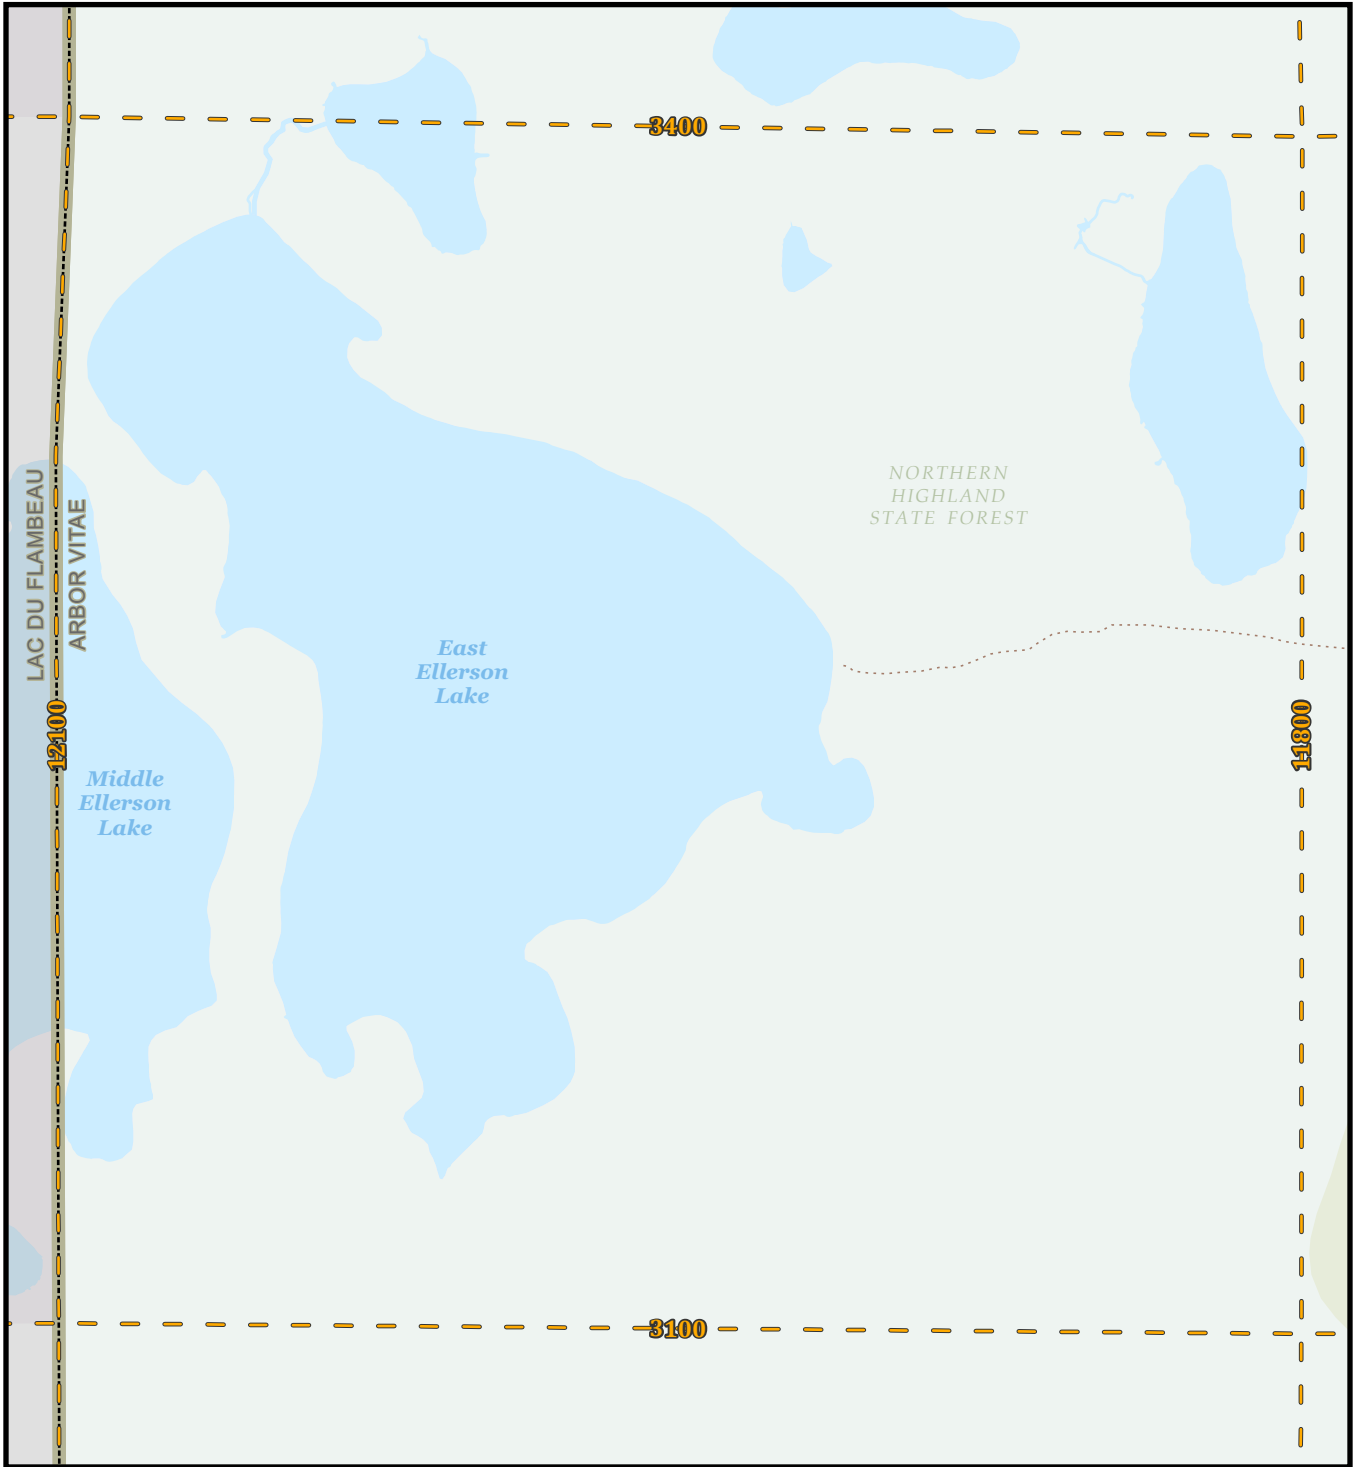 3400
NORTHERN
HIGHLAND
STATE FOREST
LAC DU FLAMBEAU
ARBOR VITAE
East
Ellerson
Lake
12100
11800
Middle
Ellerson
Lake
3100